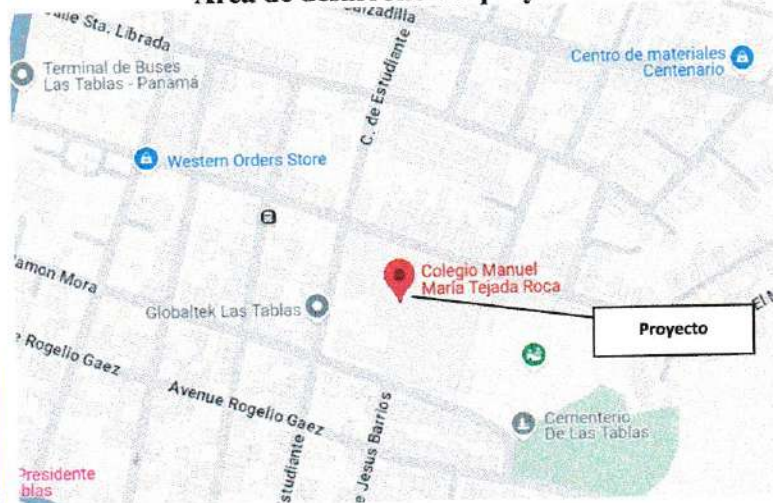 Calle Sta. Librada
Terminal de Buses
Las Tablas - Panamá
C. de Estudiante
Centro de materiales
Centenario
Western Orders Store
Colegio Manuel
María Tejada Roca
Globaltek Las Tablas
Proyecto
Rogelio Gaez
Avenue Rogelio Gaez
Cementerio
De Las Tablas
Jesus Barrios